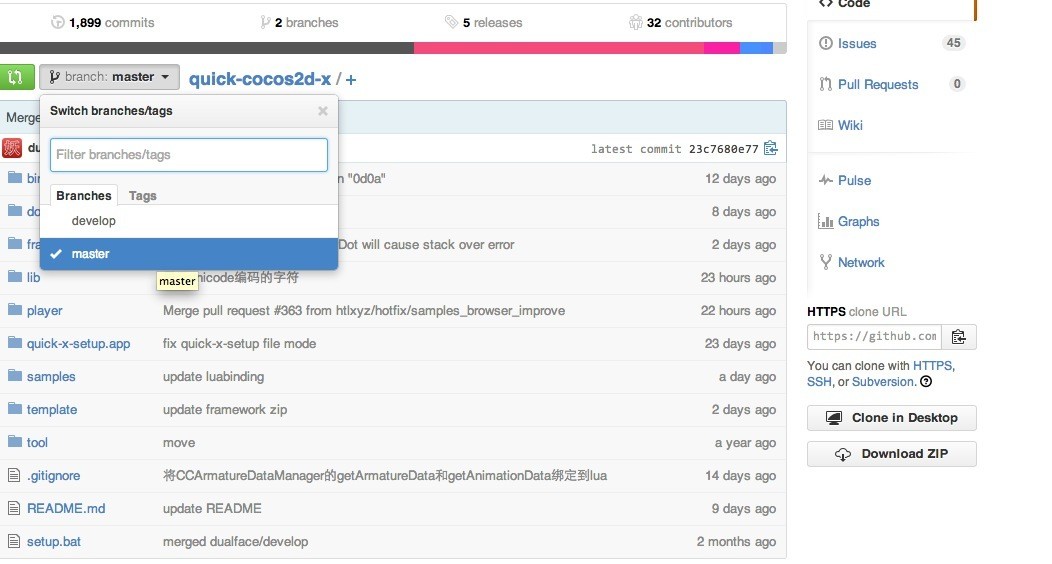 1,899 commits
2 branches
5 releases
32 contributors
branch: master
quick-cocos2d-x / +
Merge
Switch branches/tags
Filter branches/tags
Branches
Tags
develop
master
master
du
latest commit 23c7680e77
bin
n "0d0a"
12 days ago
do
8 days ago
fra
Dot will cause stack over error
2 days ago
lib
nicode编码的字符
23 hours ago
player
Merge pull request #363 from htlxyz/hotfix/samples_browser_improve
22 hours ago
quick-x-setup.app
fix quick-x-setup file mode
23 days ago
samples
update luabinding
a day ago
template
update framework zip
2 days ago
tool
move
a year ago
.gitignore
将CCArmatureDataManager的getArmatureData和getAnimationData绑定到lua
14 days ago
README.md
update README
9 days ago
setup.bat
merged dualface/develop
2 months ago
Code
Issues 45
Pull Requests 0
Wiki
Pulse
Graphs
Network
HTTPS clone URL
https://github.com
You can clone with HTTPS,
SSH, or Subversion.
Clone in Desktop
Download ZIP